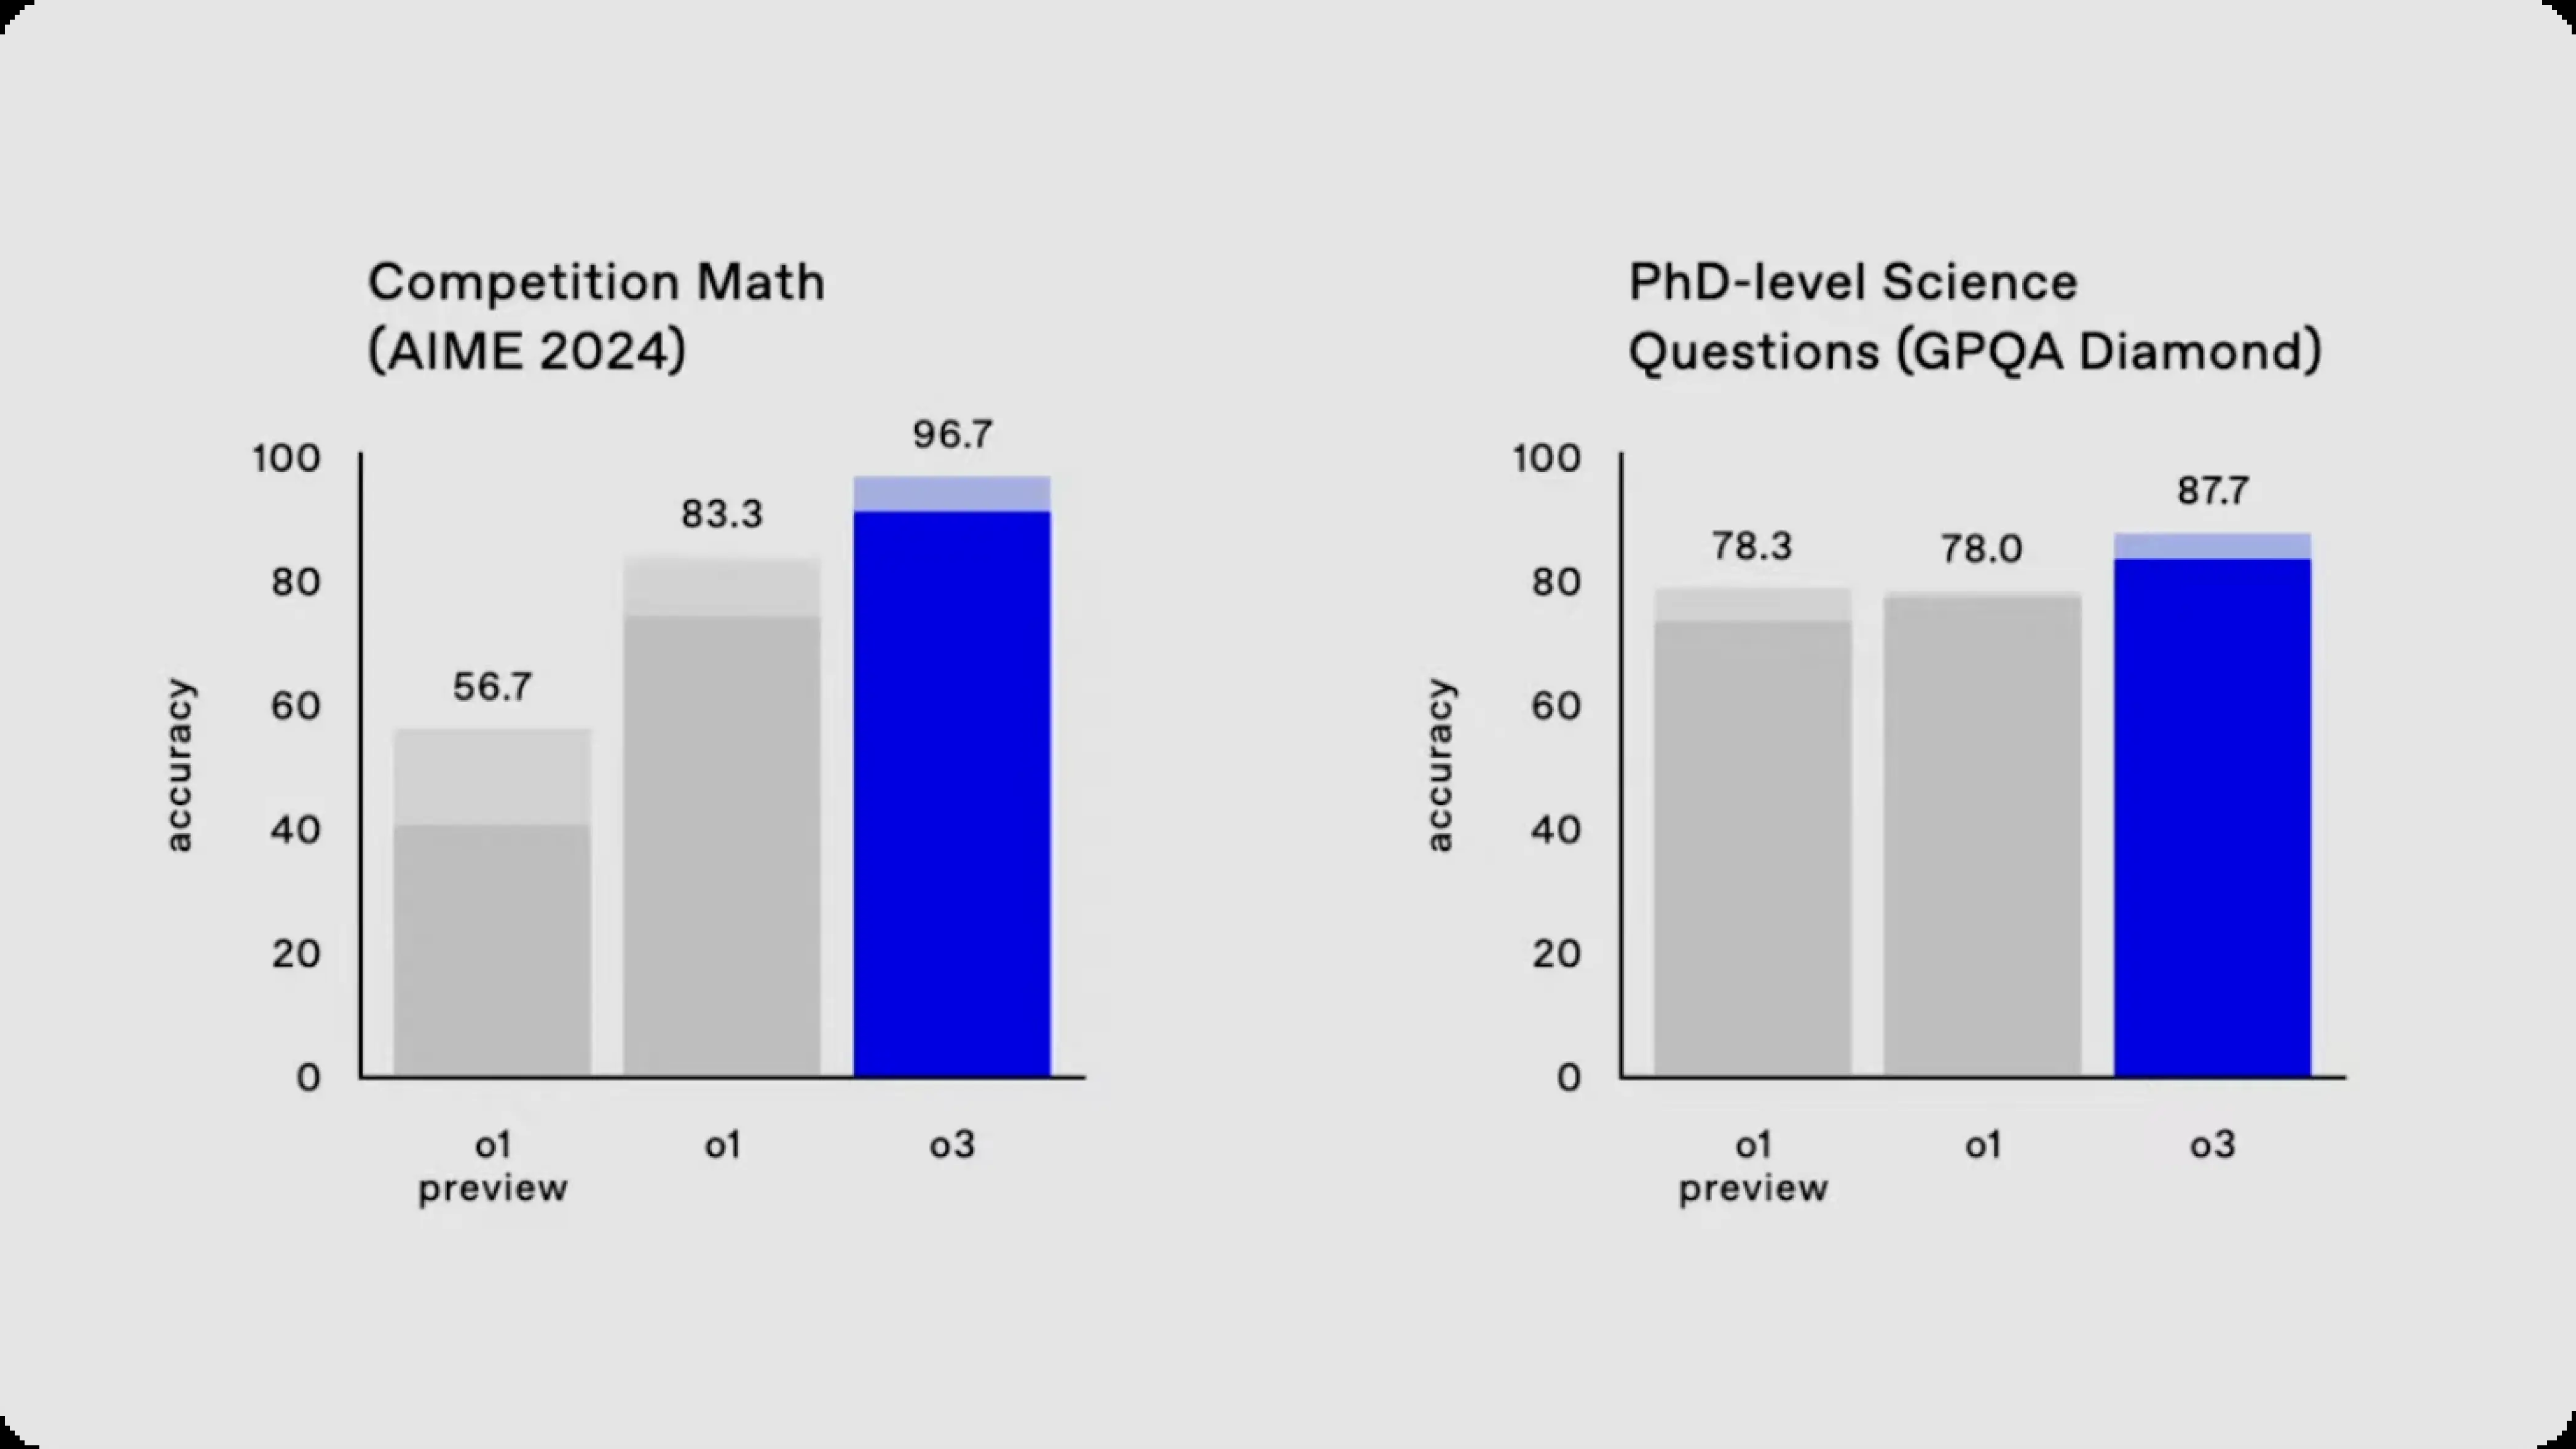 Competition Math
(AIME 2024)
accuracy
100
80
60
40
20
0
56.7
83.3
96.7
o1
preview
o1
o3
PhD-level Science
Questions (GPQA Diamond)
accuracy
100
80
60
40
20
0
78.3
78.0
87.7
o1
preview
o1
o3